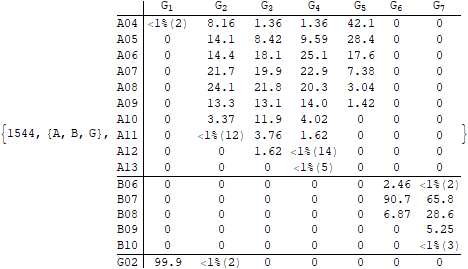 G1 G2 G3 G4 G5 G6 G7
A04 <1%(2) 8.16 1.36 1.36 42.1 0 0
A05 0 14.1 8.42 9.59 28.4 0 0
A06 0 14.4 18.1 25.1 17.6 0 0
A07 0 21.7 19.9 22.9 7.38 0 0
A08 0 24.1 21.8 20.3 3.04 0 0
A09 0 13.3 13.1 14.0 1.42 0 0
A10 0 3.37 11.9 4.02 0 0 0
{1544, {A, B, G}, A11 0 <1%(12) 3.76 1.62 0 0 0 }
A12 0 0 1.62 <1%(14) 0 0 0
A13 0 0 0 <1%(5) 0 0 0
B06 0 0 0 0 0 2.46 <1%(2)
B07 0 0 0 0 0 90.7 65.8
B08 0 0 0 0 0 6.87 28.6
B09 0 0 0 0 0 0 5.25
B10 0 0 0 0 0 0 <1%(3)
G02 99.9 <1%(2) 0 0 0 0 0